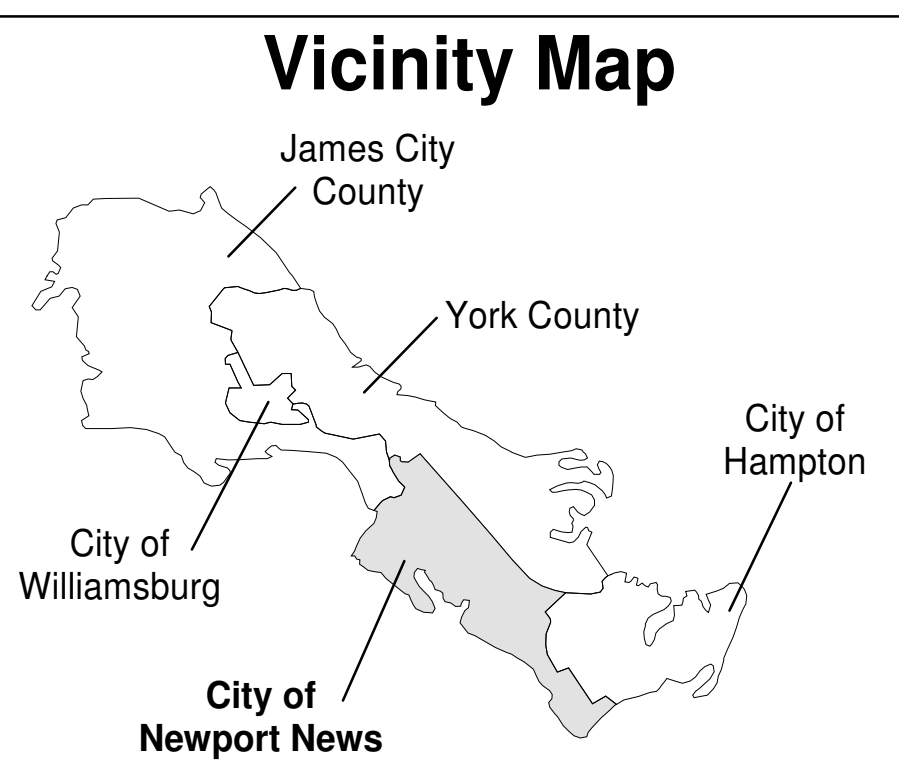 Vicinity Map
James City
County
York County
City of
Hampton
City of
Williamsburg
City of
Newport News